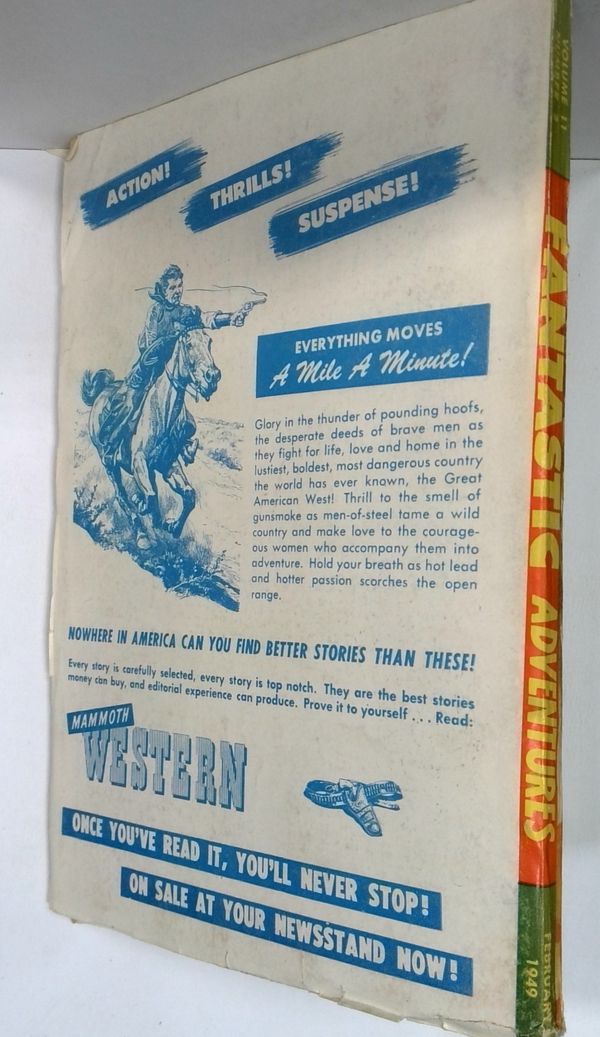 ACTION!
THRILLS!
SUSPENSE!
EVERYTHING MOVES
A Mile A Minute!
Glory in the thunder of pounding hoofs,
the desperate deeds of brave men as
they fight for life, love and home in the
lustiest, boldest, most dangerous country
the world has ever known, the Great
American West! Thrill to the smell of
gunsmoke as men-of-steel tame a wild
country and make love to the courage-
ous women who accompany them into
adventure. Hold your breath as hot lead
and hotter passion scorches the open
range.
NOWHERE IN AMERICA CAN YOU FIND BETTER STORIES THAN THESE!
Every story is carefully selected, every story is top notch. They are the best stories
money can buy, and editorial experience can produce. Prove it to yourself . . . Read:
MAMMOTH
WESTERN
ONCE YOU'VE READ IT, YOU'LL NEVER STOP!
ON SALE AT YOUR NEWSSTAND NOW!
VOLUME 11
NUMBER
FANTASTIC ADVENTURES
FEBRUARY
1949